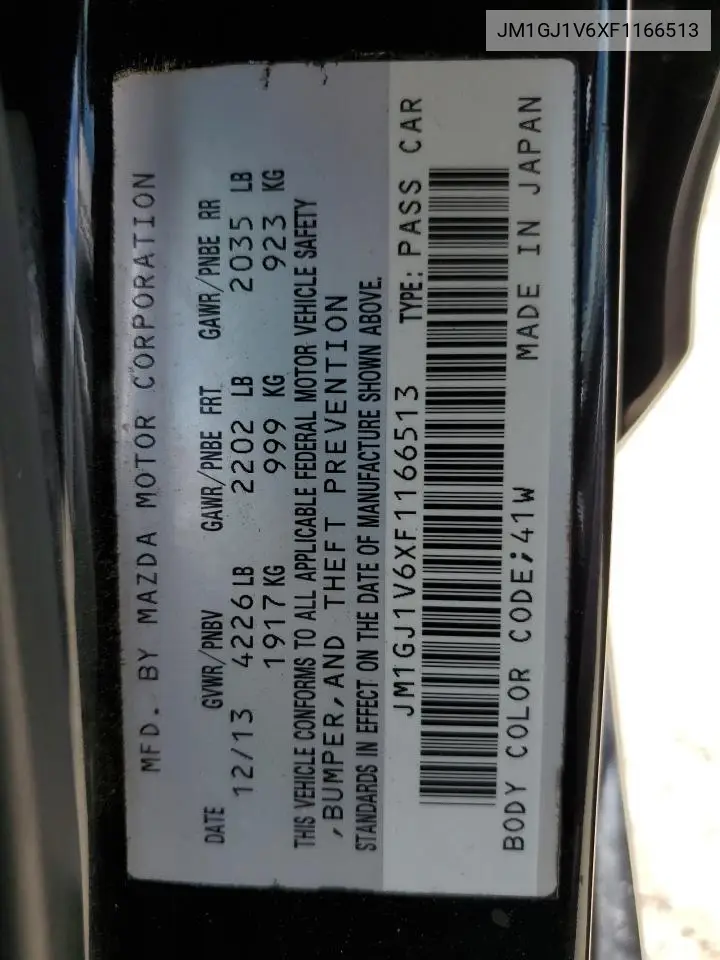 JM1GJ1V6XF1166513
MFD. BY MAZDA MOTOR CORPORATION
DATE GVWR/PNBV GAWR/PNBE FRT GAWR/PNBE RR
12/13 4226LB 2202 LB 2035 LB
1917KG 999 KG 923 KG
THIS VEHICLE CONFORMS TO ALL APPLICABLE FEDERAL MOTOR VEHICLE SAFETY
,BUMPER,AND THEFT PREVENTION
STANDARDS IN EFFECT ON THE DATE OF MANUFACTURE SHOWN ABOVE.
JM1GJ1V6XF1166513 TYPE: PASS CAR
BODY COLOR CODE;41W MADE IN JAPAN